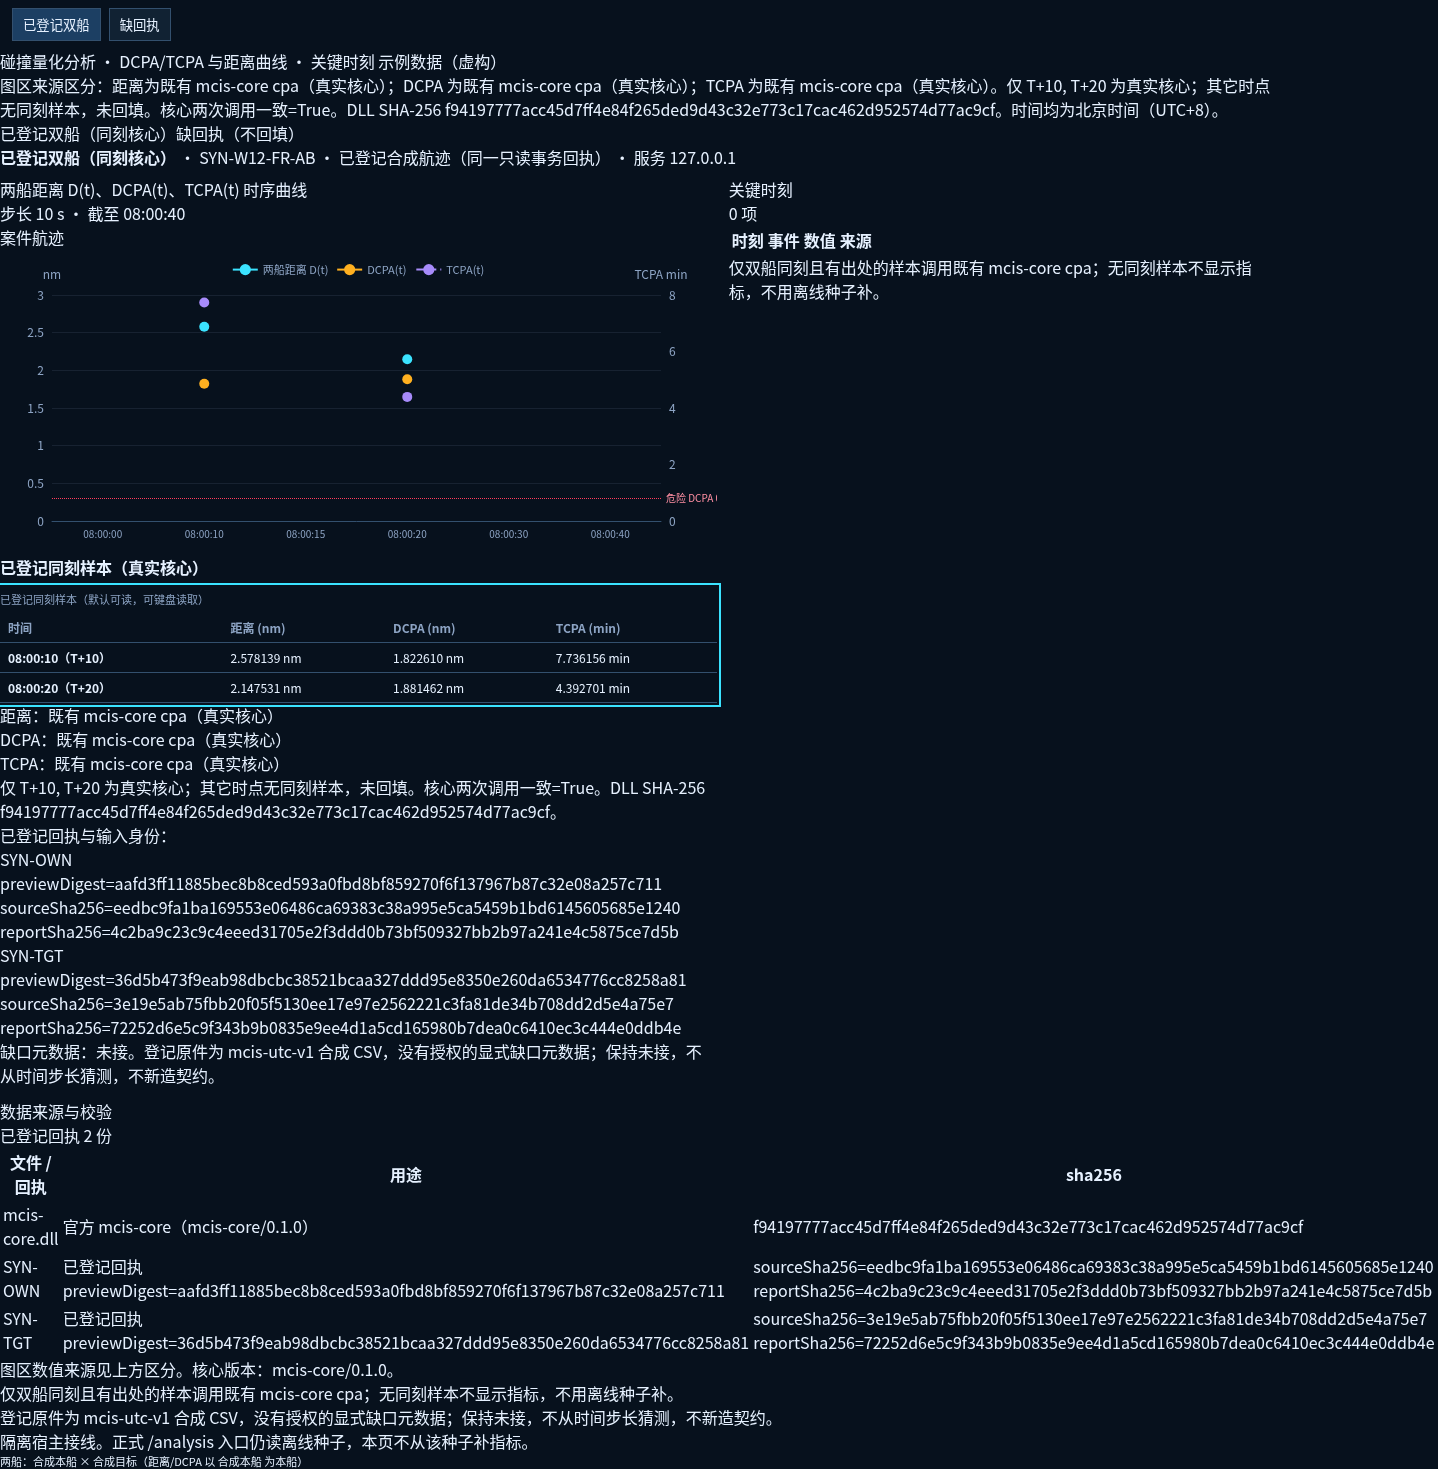 已登记双船 缺回执
碰撞量化分析 · DCPA/TCPA 与距离曲线 · 关键时刻 示例数据（虚构）
图区来源区分：距离为既有 mcis-core cpa（真实核心）；DCPA 为既有 mcis-core cpa（真实核心）；TCPA 为既有 mcis-core cpa（真实核心）。仅 T+10, T+20 为真实核心；其它时点
无同刻样本，未回填。核心两次调用一致=True。DLL SHA-256 f94197777acc45d7ff4e84f265ded9d43c32e773c17cac462d952574d77ac9cf。时间均为北京时间（UTC+8）。
已登记双船（同刻核心）缺回执（不回填）
已登记双船（同刻核心） · SYN-W12-FR-AB · 已登记合成航迹（同一只读事务回执） · 服务 127.0.0.1
两船距离 D(t)、DCPA(t)、TCPA(t) 时序曲线
步长 10 s · 截至 08:00:40
案件航迹
nm
两船距离 D(t) DCPA(t) TCPA(t)
TCPA min
3
2.5
2
1.5
1
0.5
0
8
6
4
2
0
危险 DCPA
08:00:00 08:00:10 08:00:15 08:00:20 08:00:30 08:00:40
关键时刻
0 项
时刻 事件 数值 来源
仅双船同刻且有出处的样本调用既有 mcis-core cpa；无同刻样本不显示指
标，不用离线种子补。
已登记同刻样本（真实核心）
已登记同刻样本（默认可读，可键盘读取）
时间 距离 (nm) DCPA (nm) TCPA (min)
08:00:10（T+10） 2.578139 nm 1.822610 nm 7.736156 min
08:00:20（T+20） 2.147531 nm 1.881462 nm 4.392701 min
距离：既有 mcis-core cpa（真实核心）
DCPA：既有 mcis-core cpa（真实核心）
TCPA：既有 mcis-core cpa（真实核心）
仅 T+10, T+20 为真实核心；其它时点无同刻样本，未回填。核心两次调用一致=True。DLL SHA-256
f94197777acc45d7ff4e84f265ded9d43c32e773c17cac462d952574d77ac9cf。
已登记回执与输入身份：
SYN-OWN
previewDigest=aafd3ff11885bec8b8ced593a0fbd8bf859270f6f137967b87c32e08a257c711
sourceSha256=eedbc9fa1ba169553e06486ca69383c38a995e5ca5459b1bd6145605685e1240
reportSha256=4c2ba9c23c9c4eeed31705e2f3ddd0b73bf509327bb2b97a241e4c5875ce7d5b
SYN-TGT
previewDigest=36d5b473f9eab98dbcbc38521bcaa327ddd95e8350e260da6534776cc8258a81
sourceSha256=3e19e5ab75fbb20f05f5130ee17e97e2562221c3fa81de34b708dd2d5e4a75e7
reportSha256=72252d6e5c9f343b9b0835e9ee4d1a5cd165980b7dea0c6410ec3c444e0ddb4e
缺口元数据：未接。登记原件为 mcis-utc-v1 合成 CSV，没有授权的显式缺口元数据；保持未接，不
从时间步长猜测，不新造契约。
数据来源与校验
已登记回执 2 份
文件 /
回执
用途 sha256
mcis-
core.dll
官方 mcis-core（mcis-core/0.1.0） f94197777acc45d7ff4e84f265ded9d43c32e773c17cac462d952574d77ac9cf
SYN- 已登记回执 sourceSha256=eedbc9fa1ba169553e06486ca69383c38a995e5ca5459b1bd6145605685e1240
OWN previewDigest=aafd3ff11885bec8b8ced593a0fbd8bf859270f6f137967b87c32e08a257c711 reportSha256=4c2ba9c23c9c4eeed31705e2f3ddd0b73bf509327bb2b97a241e4c5875ce7d5b
SYN- 已登记回执 sourceSha256=3e19e5ab75fbb20f05f5130ee17e97e2562221c3fa81de34b708dd2d5e4a75e7
TGT previewDigest=36d5b473f9eab98dbcbc38521bcaa327ddd95e8350e260da6534776cc8258a81 reportSha256=72252d6e5c9f343b9b0835e9ee4d1a5cd165980b7dea0c6410ec3c444e0ddb4e
图区数值来源见上方区分。核心版本：mcis-core/0.1.0。
仅双船同刻且有出处的样本调用既有 mcis-core cpa；无同刻样本不显示指标，不用离线种子补。
登记原件为 mcis-utc-v1 合成 CSV，没有授权的显式缺口元数据；保持未接，不从时间步长猜测，不新造契约。
隔离宿主接线。正式 /analysis 入口仍读离线种子，本页不从该种子补指标。
两船：合成本船 × 合成目标（距离/DCPA 以 合成本船 为本船）